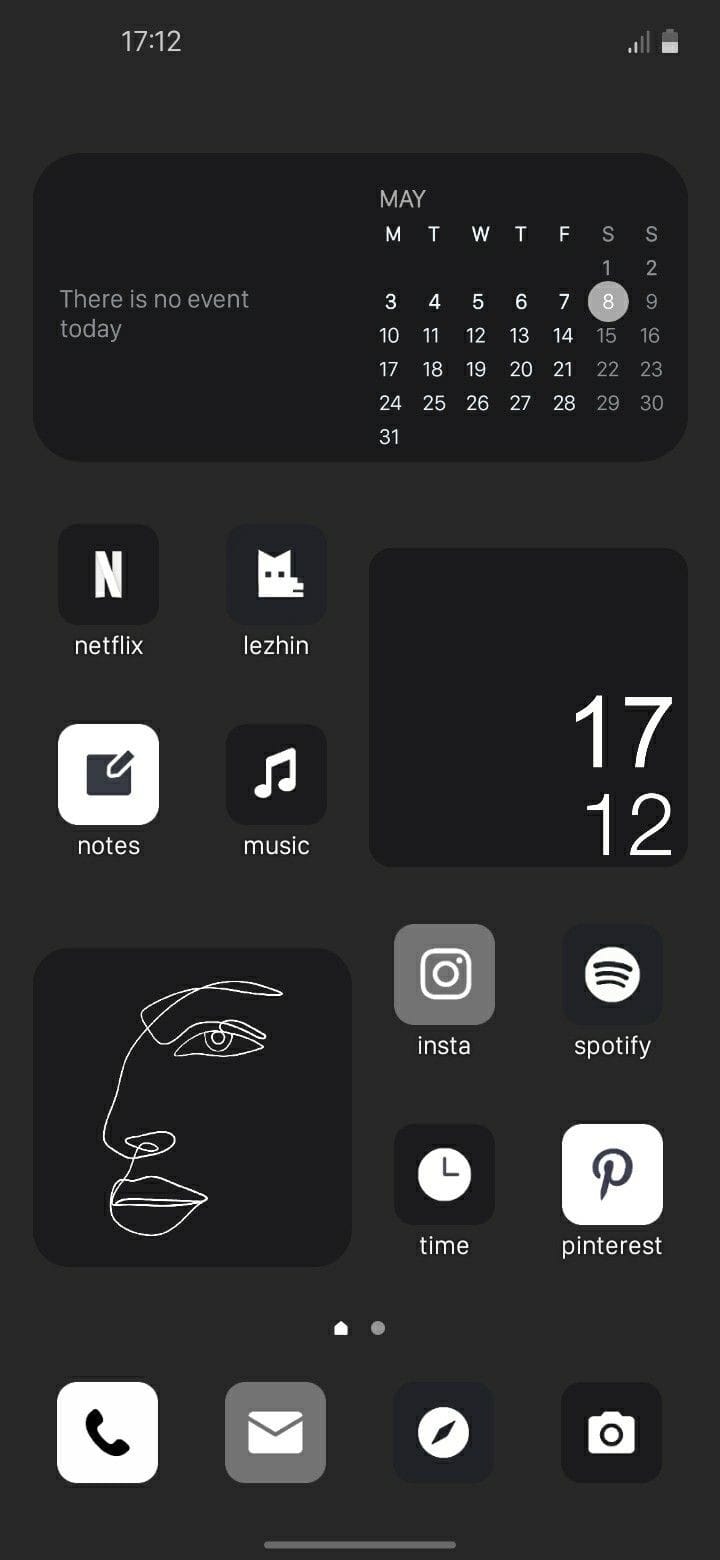 17:12
MAY
M T W T F S S
1 2
There is no event
today
3 4 5 6 7 8 9
10 11 12 13 14 15 16
17 18 19 20 21 22 23
24 25 26 27 28 29 30
31
N
netflix lezhin
17
12
notes music
insta spotify
time pinterest